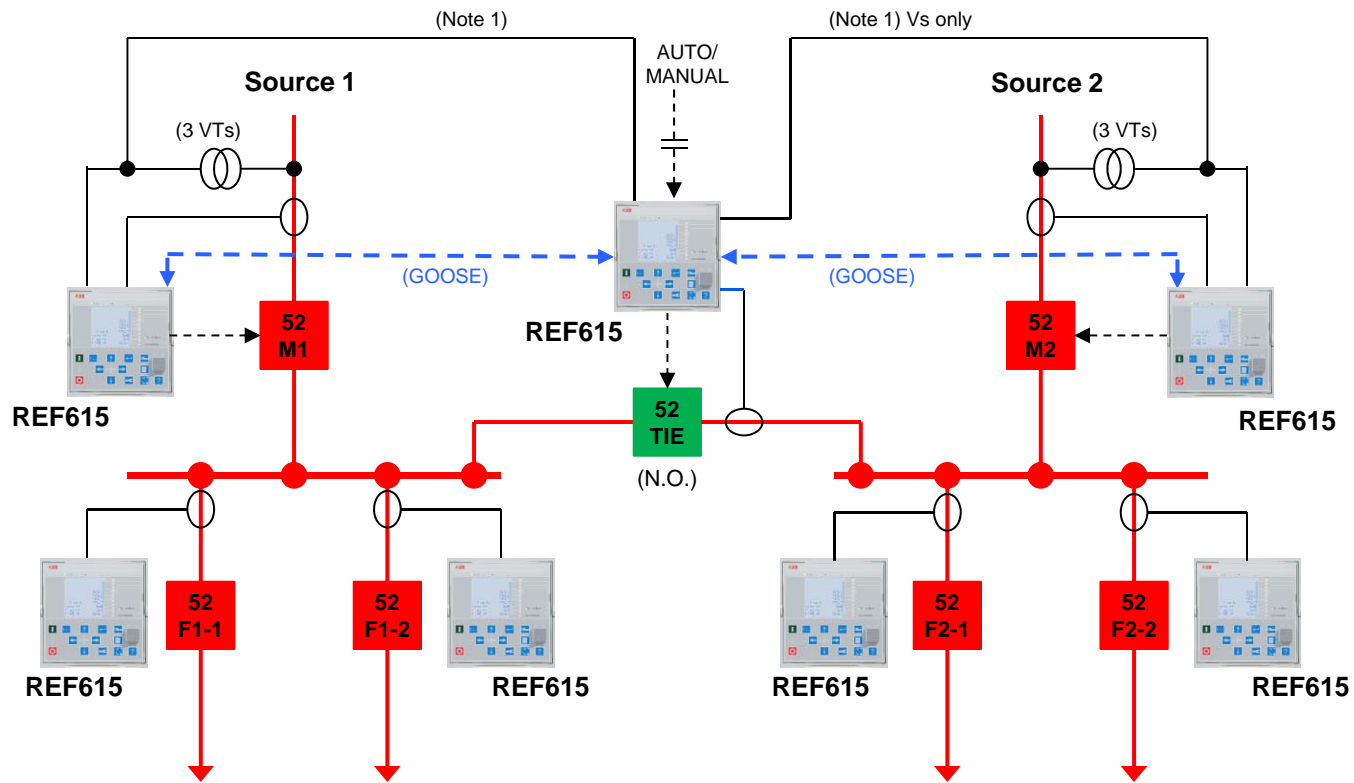 (Note 1)
(Note 1) Vs only
AUTO/
MANUAL
Source 1
Source 2
(3 VTs)
(3 VTs)
(GOOSE)
(GOOSE)
REF615
52
M1
52
M2
REF615
REF615
52
TIE
(N.O.)
52
F1-1
52
F1-2
52
F2-1
52
F2-2
REF615
REF615
REF615
REF615